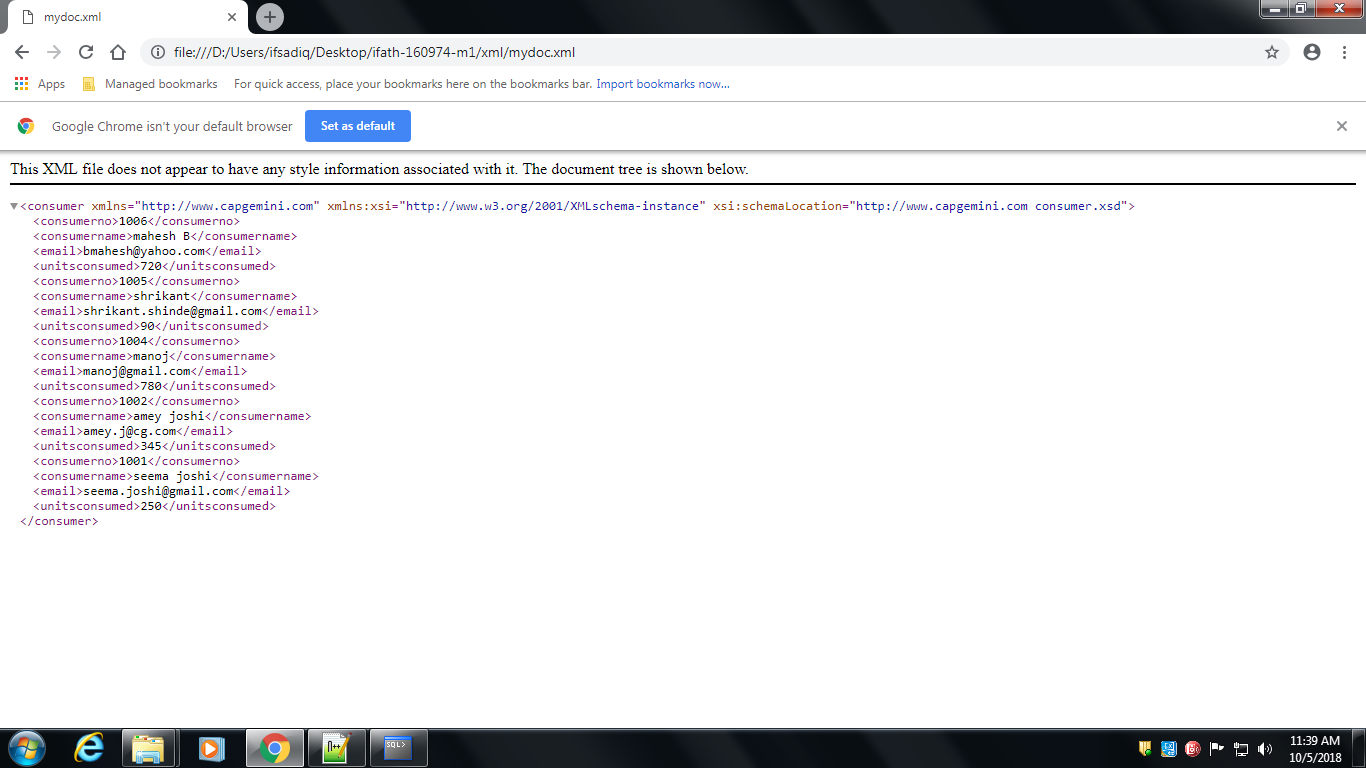 mydoc.xml
file:///D:/Users/ifsadiq/Desktop/ifath-160974-m1/xml/mydoc.xml
Apps Managed bookmarks For quick access, place your bookmarks here on the bookmarks bar. Import bookmarks now...
Google Chrome isn't your default browser Set as default
This XML file does not appear to have any style information associated with it. The document tree is shown below.
<consumer xmlns="http://www.capgemini.com" xmlns:xsi="http://www.w3.org/2001/XMLschema-instance" xsi:schemaLocation="http://www.capgemini.com consumer.xsd">
<consumerno>1006</consumerno>
<consumername>mahesh B</consumername>
<email>bmahesh@yahoo.com</email>
<unitsconsumed>720</unitsconsumed>
<consumerno>1005</consumerno>
<consumername>shrikant</consumername>
<email>shrikant.shinde@gmail.com</email>
<unitsconsumed>90</unitsconsumed>
<consumerno>1004</consumerno>
<consumername>manoj</consumername>
<email>manoj@gmail.com</email>
<unitsconsumed>780</unitsconsumed>
<consumerno>1002</consumerno>
<consumername>amey joshi</consumername>
<email>amey.j@cg.com</email>
<unitsconsumed>345</unitsconsumed>
<consumerno>1001</consumerno>
<consumername>seema joshi</consumername>
<email>seema.joshi@gmail.com</email>
<unitsconsumed>250</unitsconsumed>
</consumer>
SQL>
11:39 AM
10/5/2018